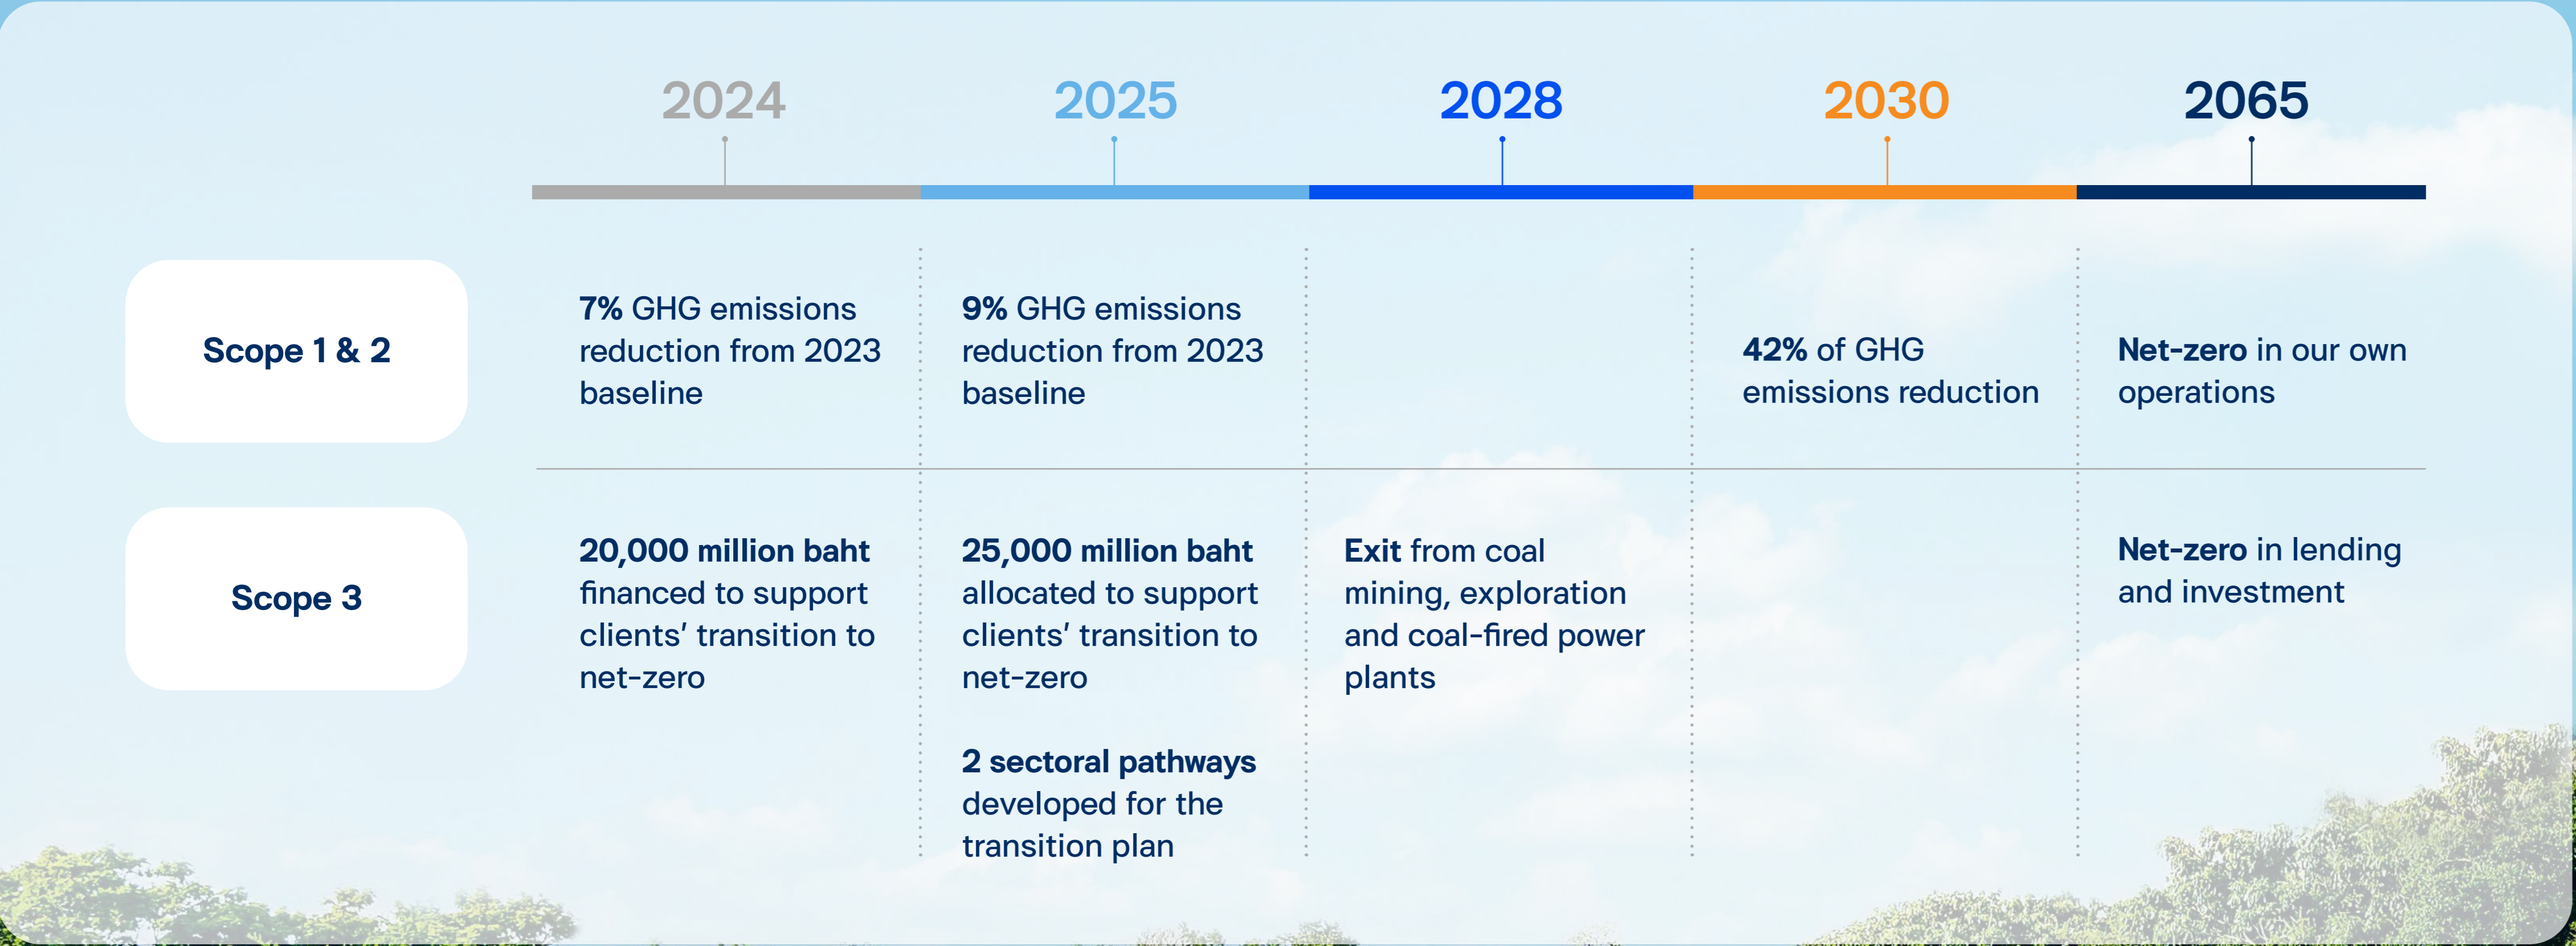 2024
2025
2028
2030
2065
Scope 1 & 2
7% GHG emissions
reduction from 2023
baseline
9% GHG emissions
reduction from 2023
baseline
42% of GHG
emissions reduction
Net-zero in our own
operations
Scope 3
20,000 million baht
financed to support
clients’ transition to
net-zero
25,000 million baht
allocated to support
clients’ transition to
net-zero
2 sectoral pathways
developed for the
transition plan
Exit from coal
mining, exploration
and coal-fired power
plants
Net-zero in lending
and investment